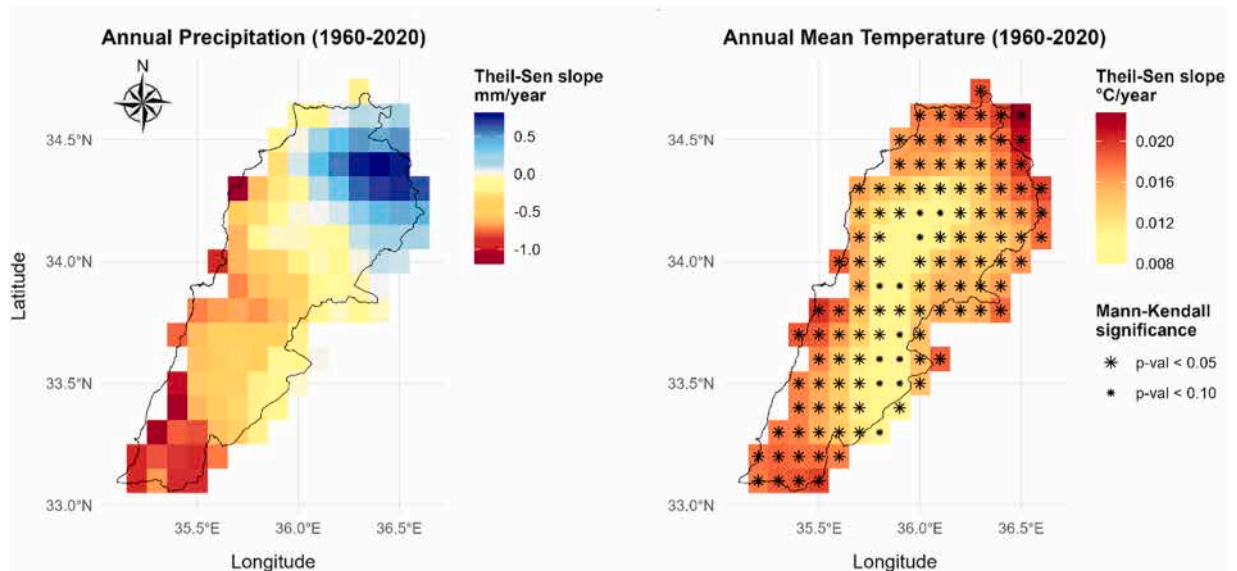 Annual Precipitation (1960-2020)
N
Theil-Sen slope
mm/year
0.5
0.0
-0.5
-1.0
34.5°N
34.0°N
33.5°N
33.0°N
Latitude
35.5°E 36.0°E 36.5°E
Longitude
Annual Mean Temperature (1960-2020)
Theil-Sen slope
°C/year
0.020
0.016
0.012
0.008
Mann-Kendall
significance
p-val < 0.05
p-val < 0.10
34.5°N
34.0°N
33.5°N
33.0°N
35.5°E 36.0°E 36.5°E
Longitude